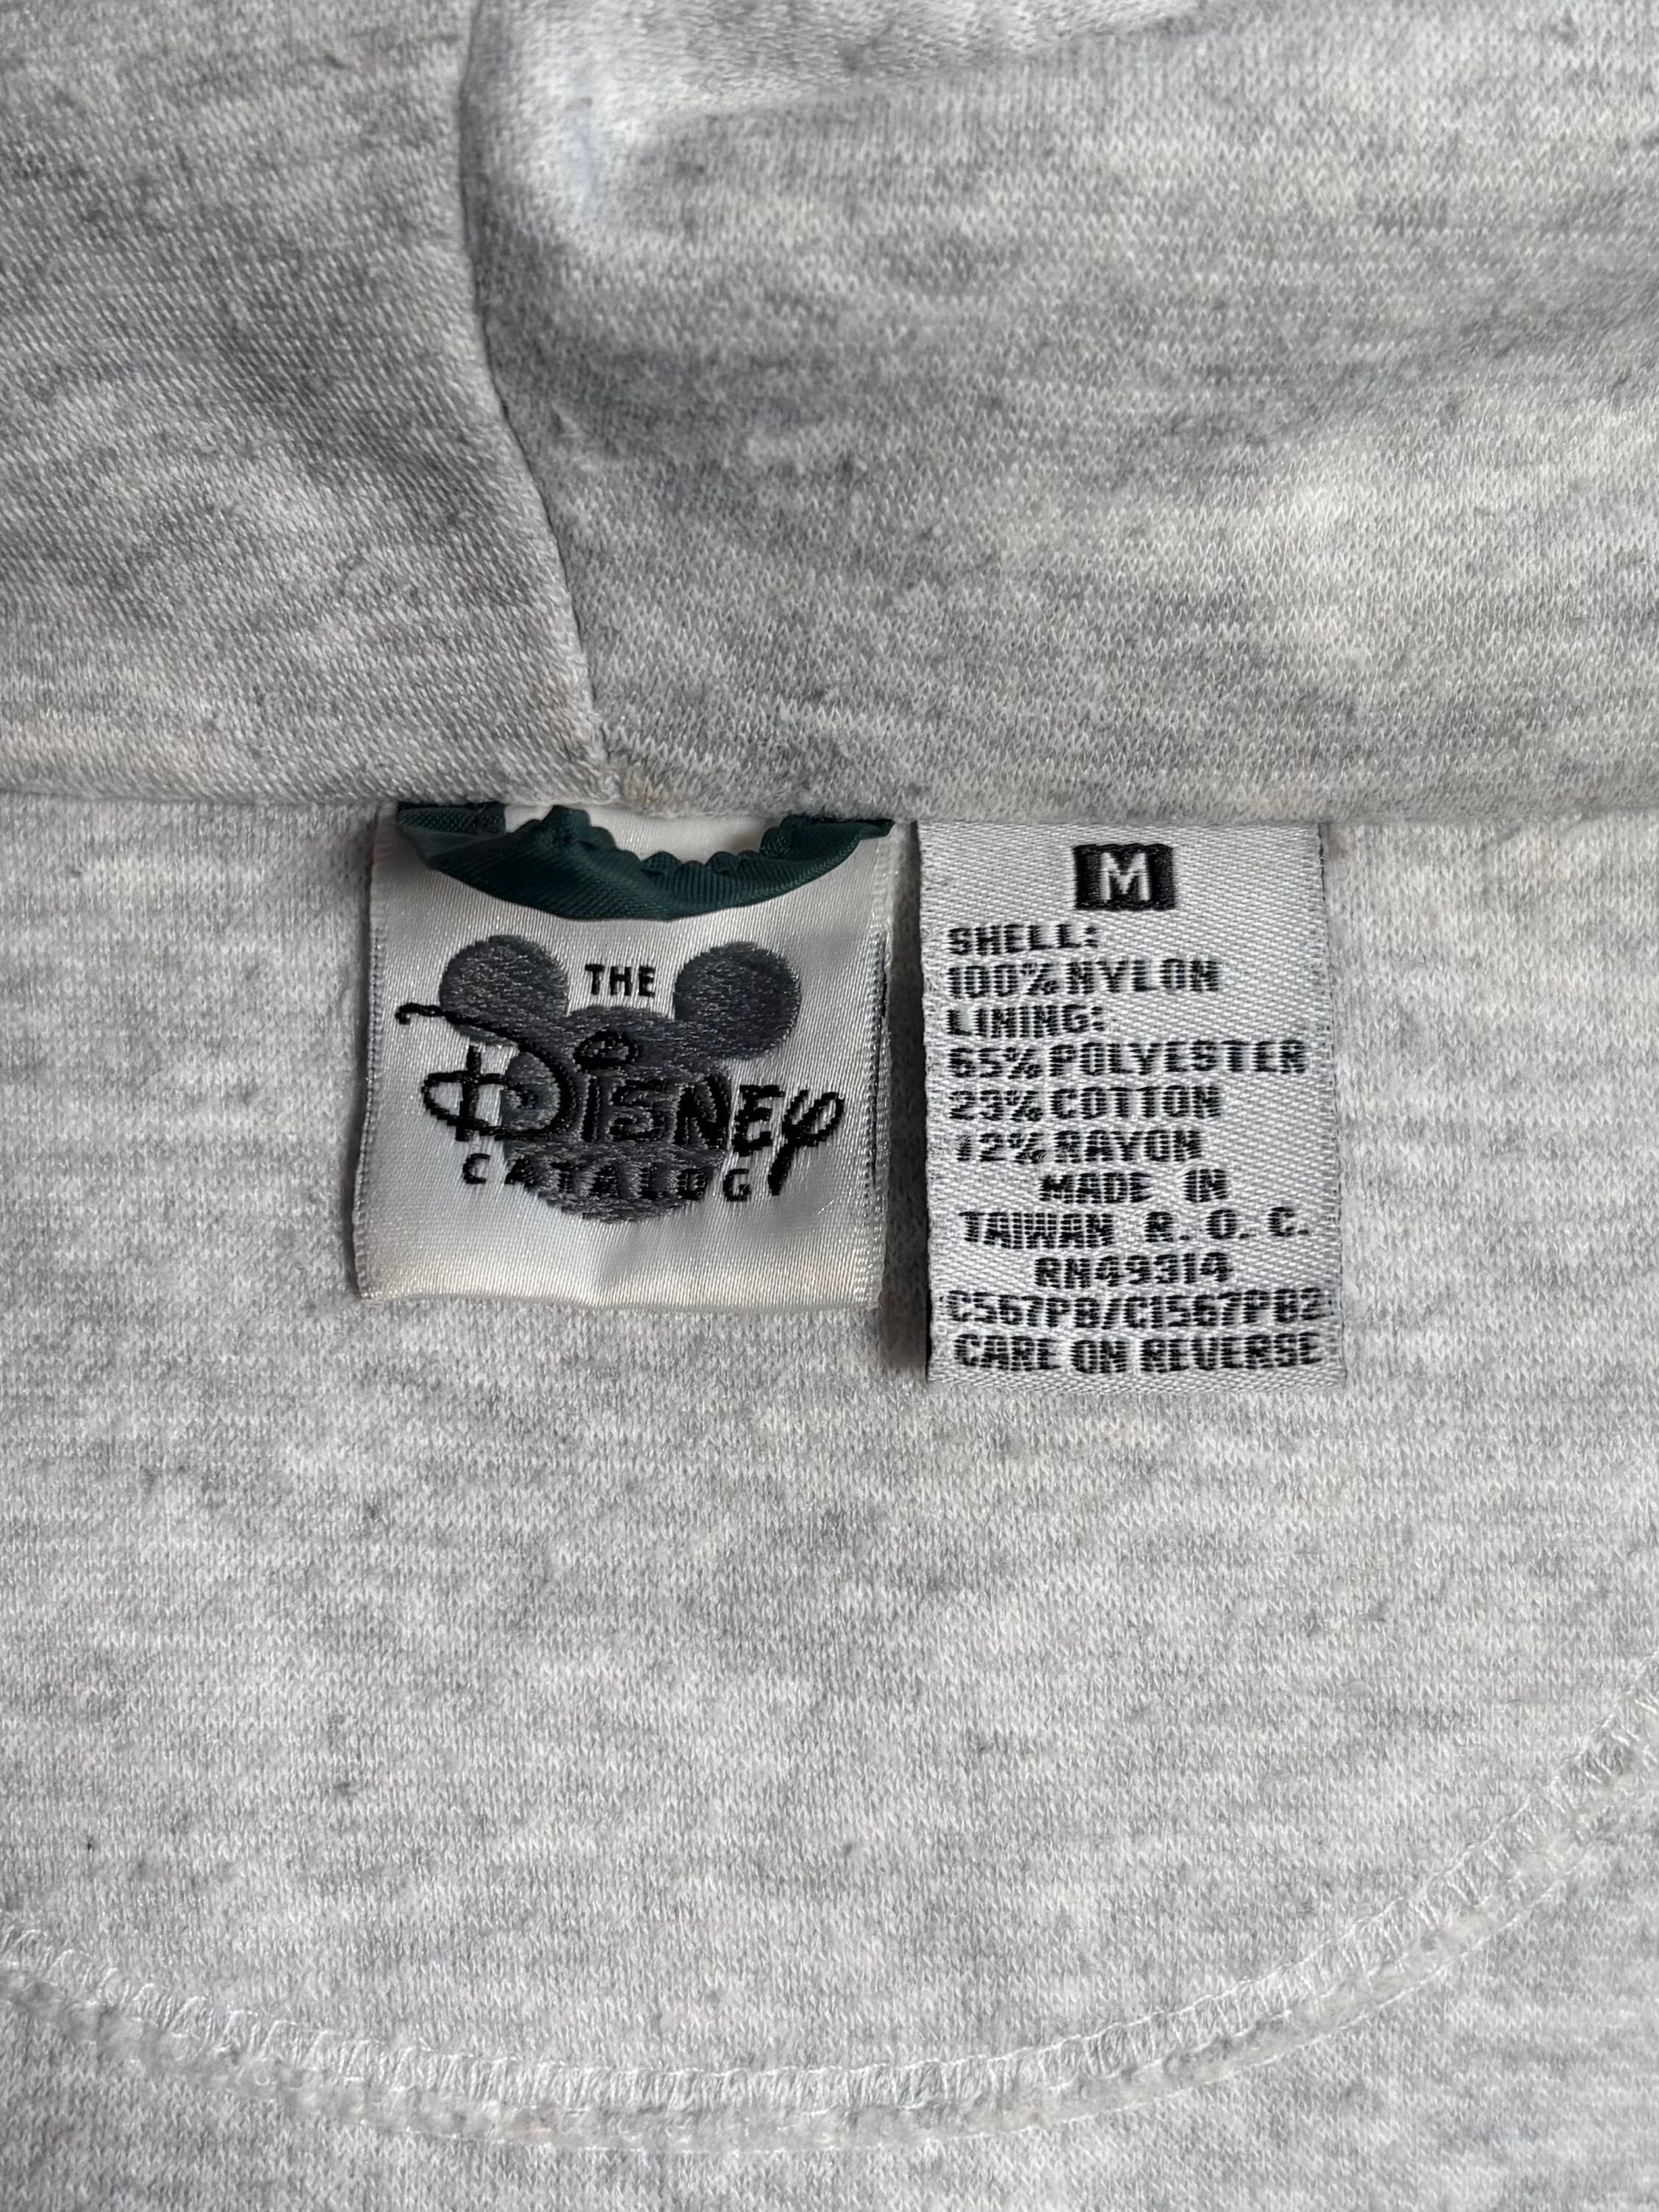 THE
DISNEY
CATALOG
M
SHELL:
100% NYLON
LINING:
65% POLYESTER
23% COTTON
12% RAYON
MADE IN
TAIWAN R. O. C.
RN49314
C567PB/C1567PB2
CARE ON REVERSE